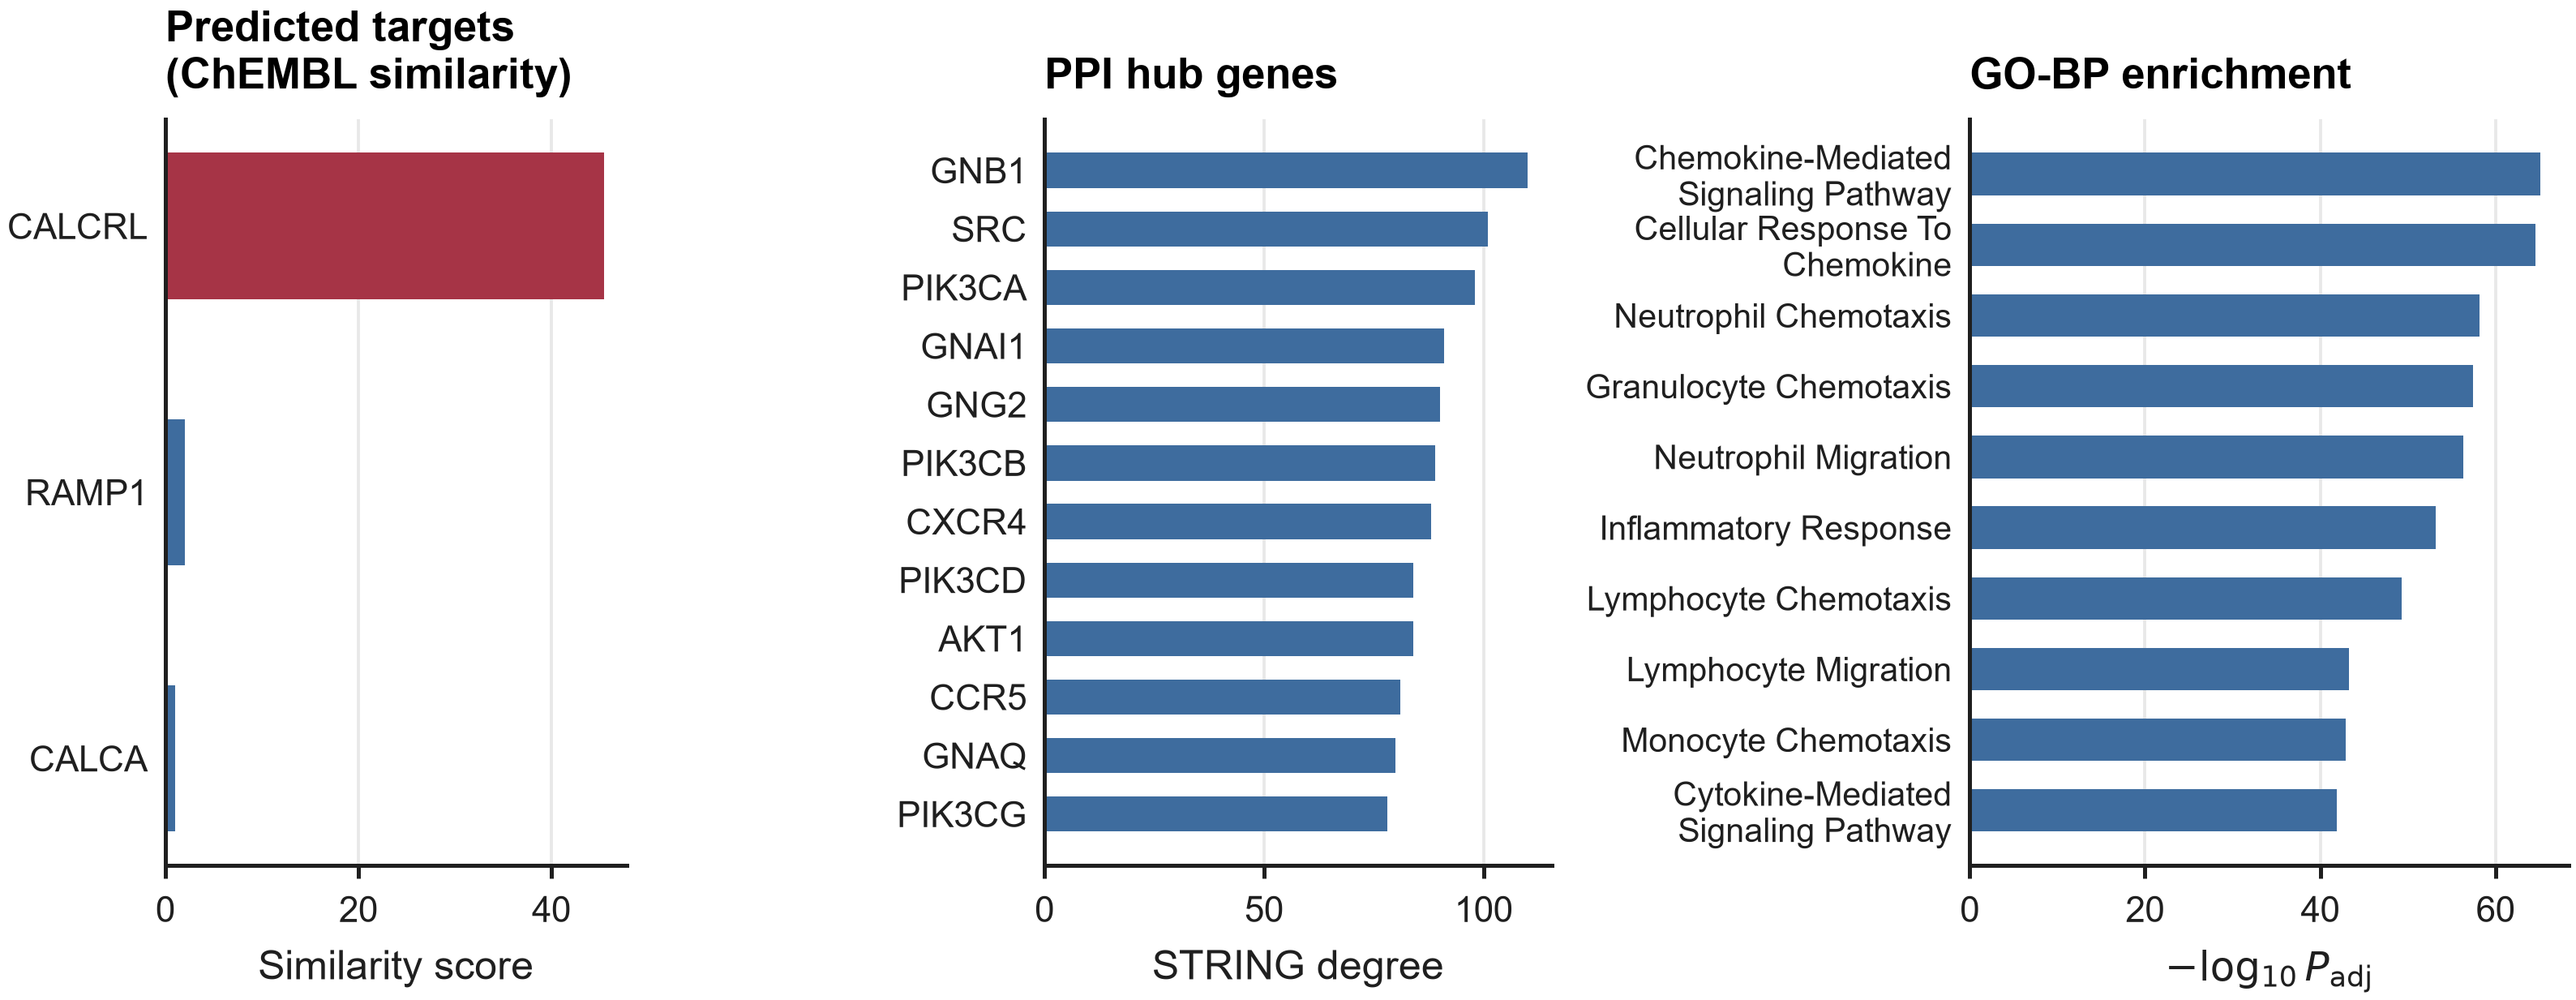 Predicted targets
(ChEMBL similarity)
CALCRL
RAMP1
CALCA
0 20 40
Similarity score
PPI hub genes
GNB1
SRC
PIK3CA
GNAI1
GNG2
PIK3CB
CXCR4
PIK3CD
AKT1
CCR5
GNAQ
PIK3CG
0 50 100
STRING degree
GO-BP enrichment
Chemokine-Mediated
Signaling Pathway
Cellular Response To
Chemokine
Neutrophil Chemotaxis
Granulocyte Chemotaxis
Neutrophil Migration
Inflammatory Response
Lymphocyte Chemotaxis
Lymphocyte Migration
Monocyte Chemotaxis
Cytokine-Mediated
Signaling Pathway
0 20 40 60
−log₁₀ P_adj